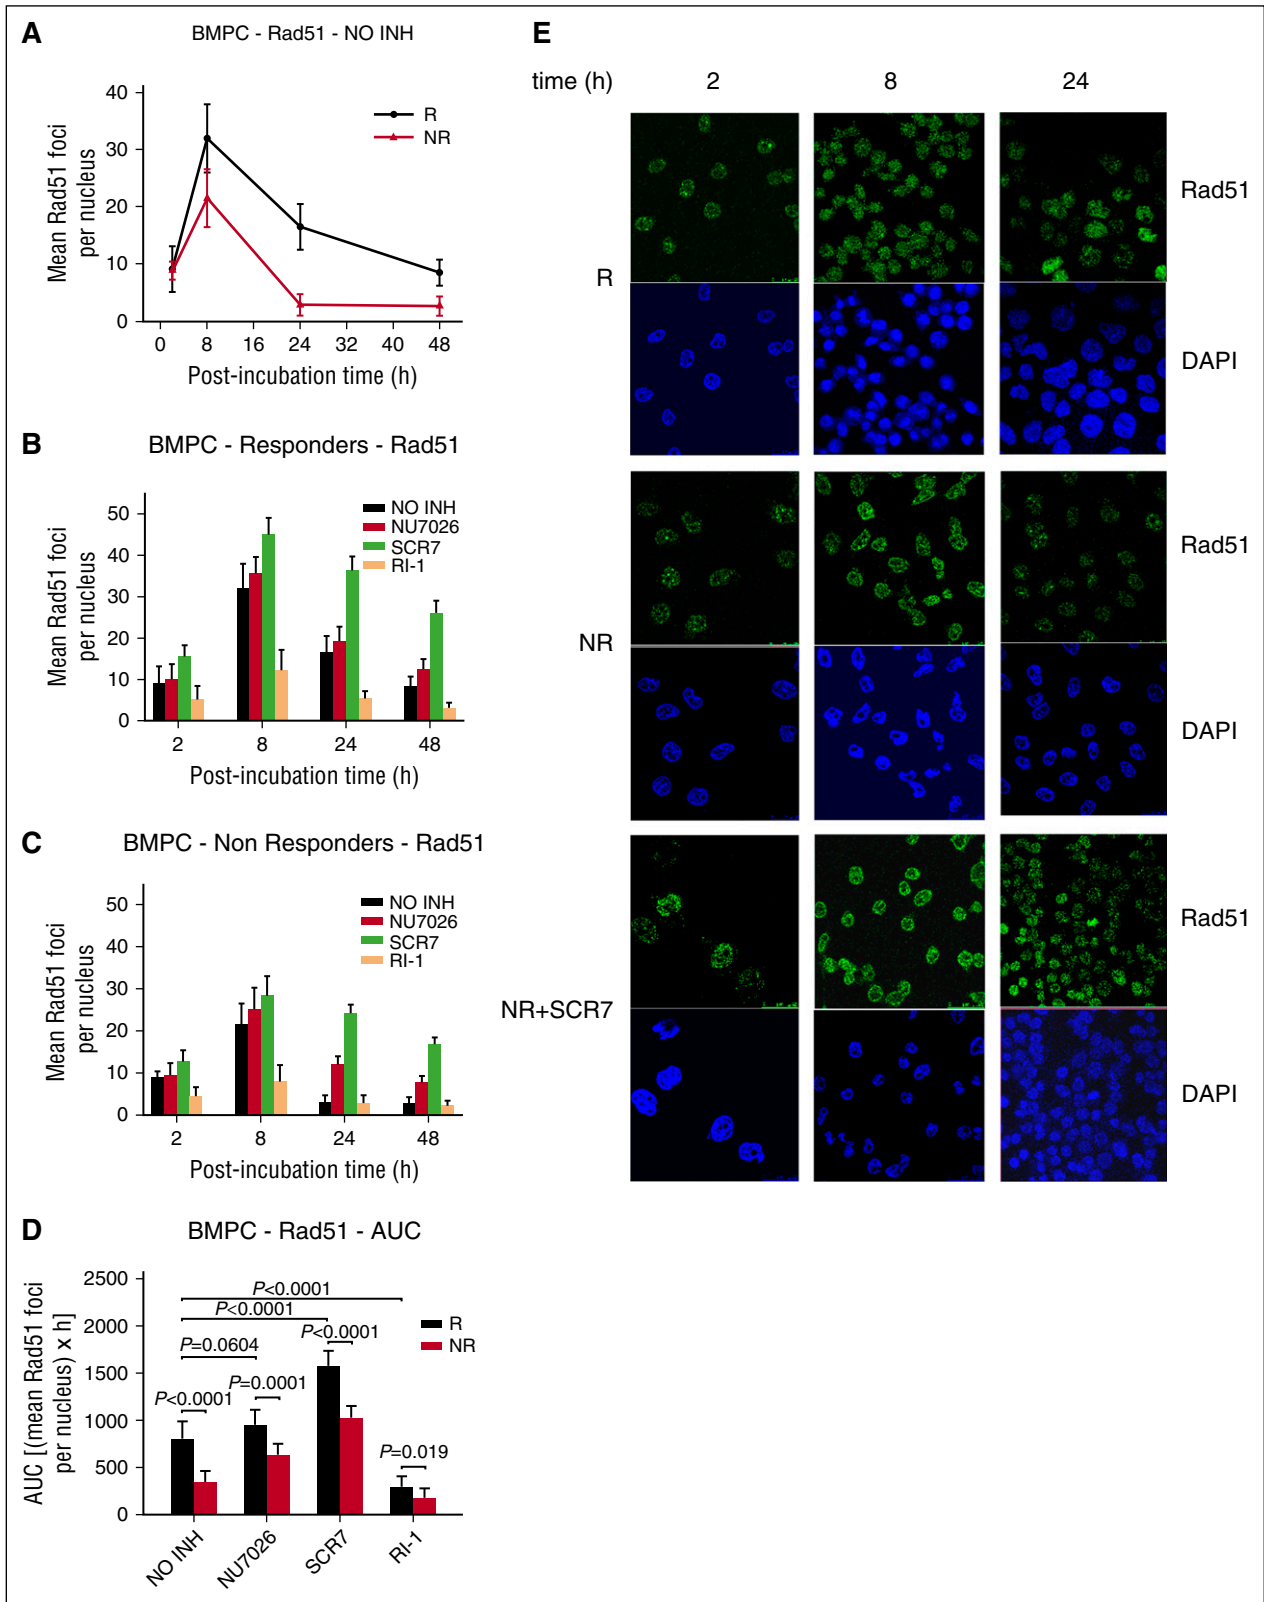 A
BMPC - Rad51 - NO INH
Mean Rad51 foci
per nucleus
40
30
20
10
0
R
NR
0 8 16 24 32 40 48
Post-incubation time (h)
B
BMPC - Responders - Rad51
Mean Rad51 foci
per nucleus
50
40
30
20
10
0
NO INH
NU7026
SCR7
RI-1
2 8 24 48
Post-incubation time (h)
C
BMPC - Non Responders - Rad51
Mean Rad51 foci
per nucleus
50
40
30
20
10
0
NO INH
NU7026
SCR7
RI-1
2 8 24 48
Post-incubation time (h)
D
BMPC - Rad51 - AUC
AUC [(mean Rad51 foci
per nucleus) x h]
2500
2000
1500
1000
500
0
P<0.0001
P<0.0001
P=0.0604
P<0.0001
P<0.0001
P=0.0001
P=0.019
R
NR
NO INH
NU7026
SCR7
RI-1
E
time (h) 2 8 24
R
Rad51
DAPI
NR
Rad51
DAPI
NR+SCR7
Rad51
DAPI